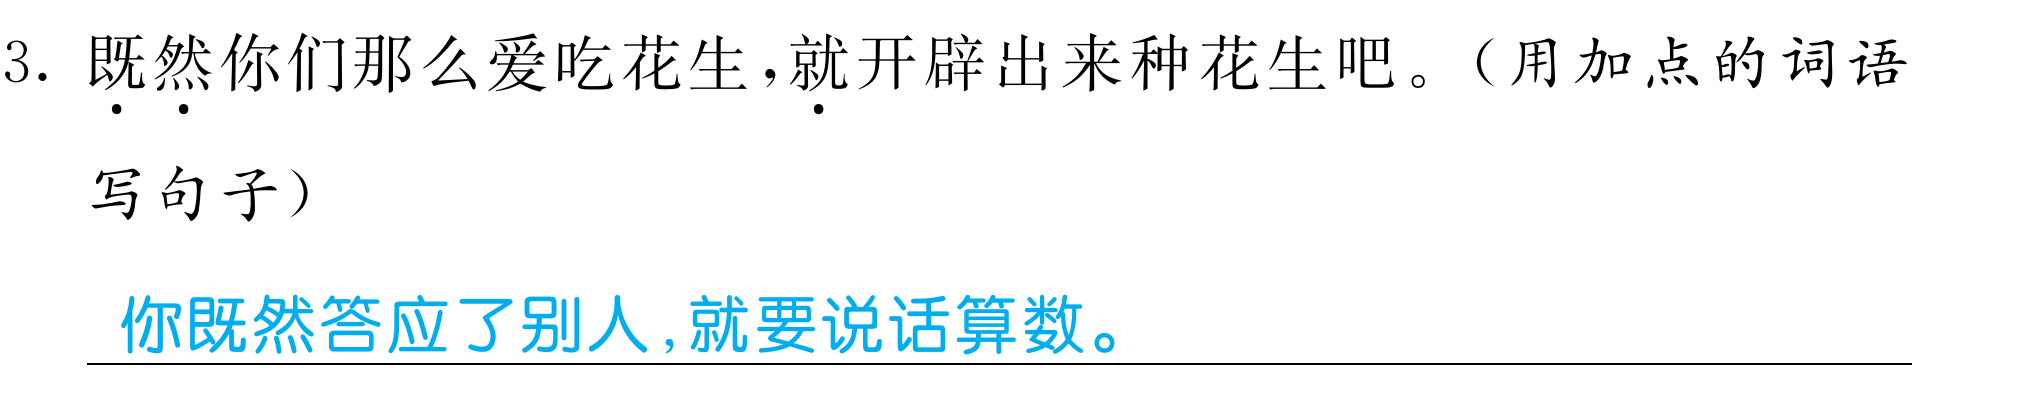 3. 既然你们那么爱吃花生,就开辟出来种花生吧。(用加点的词语
写句子)
你既然答应了别人,就要说话算数。